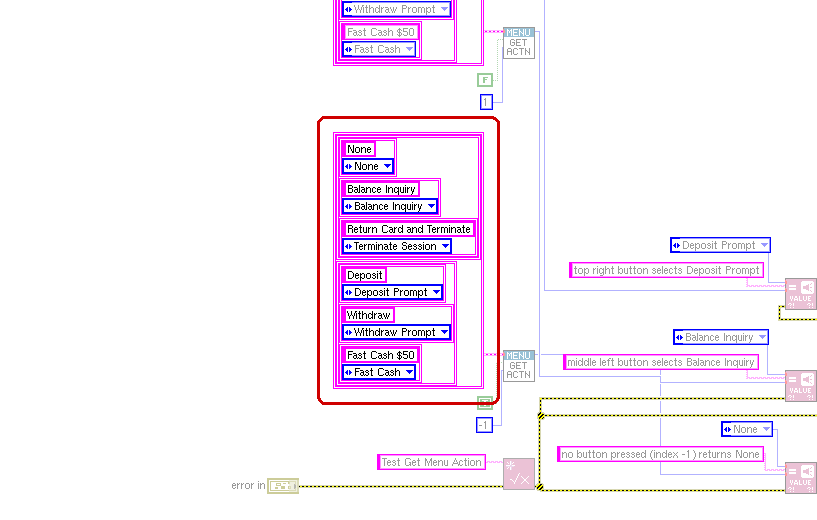 Withdraw Prompt
Fast Cash $50
Fast Cash
MENU
GET
ACTN
F
1
None
None
Balance Inquiry
Balance Inquiry
Return Card and Terminate
Terminate Session
Deposit
Deposit Prompt
Withdraw
Withdraw Prompt
Fast Cash $50
Fast Cash
MENU
GET
ACTN
-1
Deposit Prompt
top right button selects Deposit Prompt
=
VALUE
Balance Inquiry
middle left button selects Balance Inquiry
=
VALUE
None
no button pressed (index -1) returns None
=
VALUE
Test Get Menu Action
√x
error in